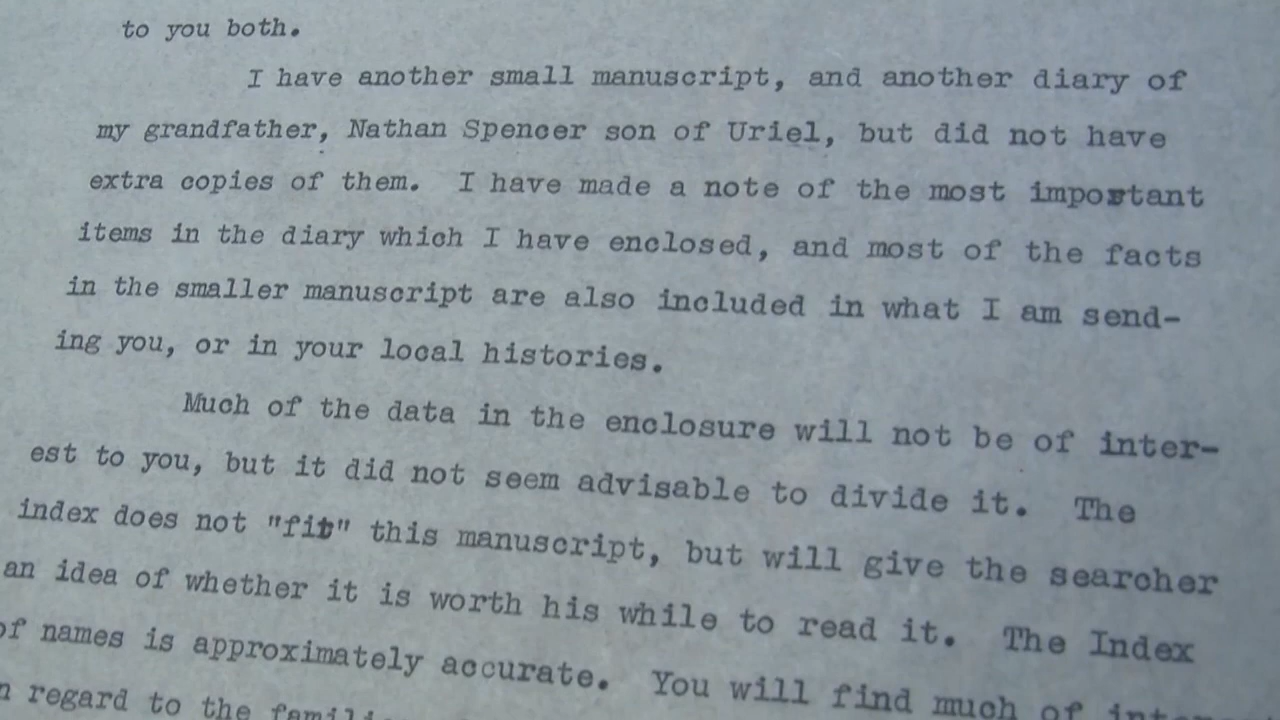 to you both.
I have another small manuscript, and another diary of
my grandfather, Nathan Spencer son of Uriel, but did not have
extra copies of them. I have made a note of the most important
items in the diary which I have enclosed, and most of the facts
in the smaller manuscript are also included in what I am send-
ing you, or in your local histories.
Much of the data in the enclosure will not be of inter-
est to you, but it did not seem advisable to divide it. The
index does not "fit" this manuscript, but will give the searcher
an idea of whether it is worth his while to read it. The Index
of names is approximately accurate. You will find much of
regard to the